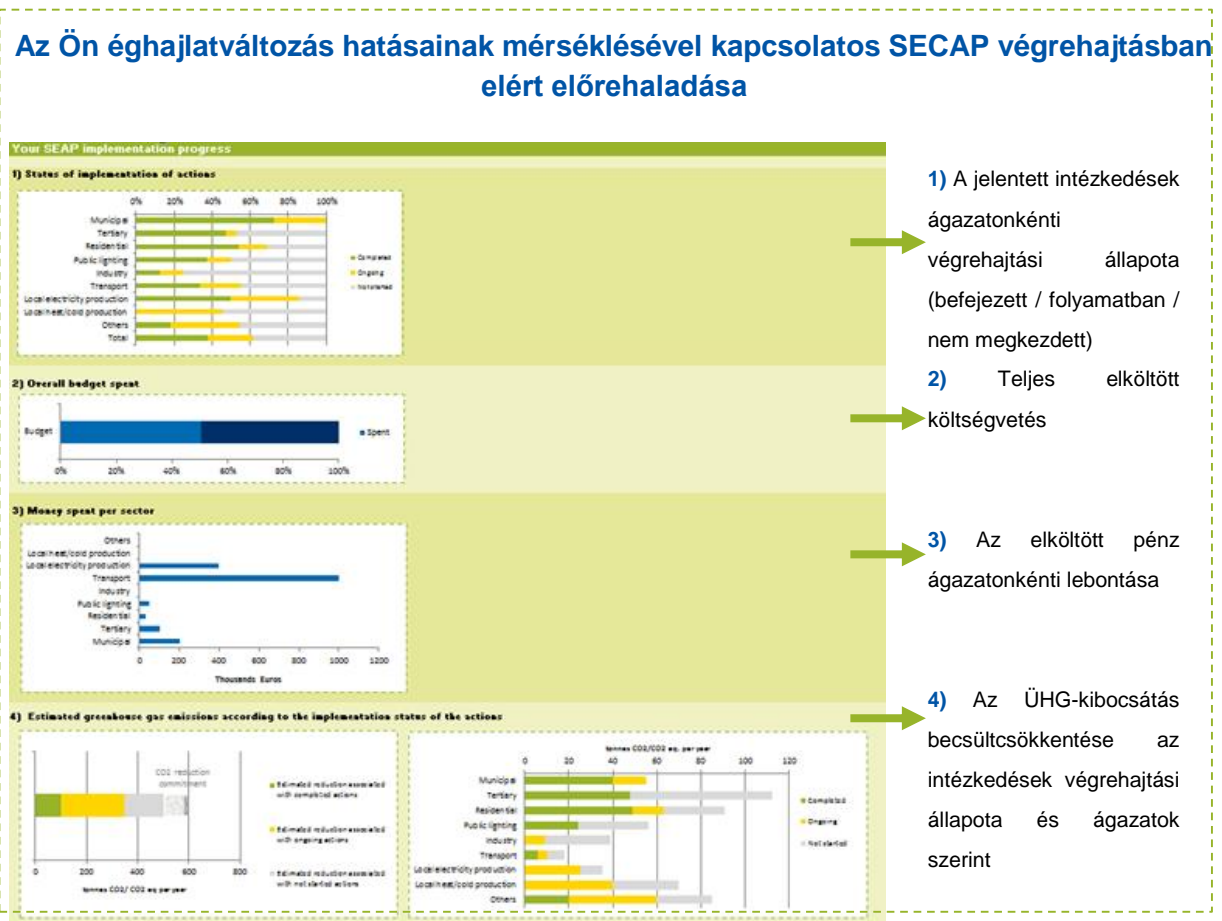 Az Ön éghajlatváltozás hatásainak mérséklésével kapcsolatos SECAP végrehajtásban
elért előrehaladása
Your SEAP implementation progress
1) Status of implementation of actions
0% 20% 40% 60% 80% 100%
Municipal
Tertiary
Residential
Public lighting
Industry
Transport
Local electricity production
Local heat/cold production
Others
Total
Completed
Ongoing
Not started
1) A jelentett intézkedések
ágazatonkénti
végrehajtási állapota
(befejezett / folyamatban /
nem megkezdett)
2) Overall budget spent
Budget
Spent
0% 20% 40% 60% 80% 100%
2) Teljes elköltött
költségvetés
3) Money spent per sector
Others
Local heat/cold production
Local electricity production
Transport
Industry
Public lighting
Residential
Tertiary
Municipal
0 200 400 600 800 1000 1200
Thousands Euros
3) Az elköltött pénz
ágazatonkénti lebontása
4) Estimated greenhouse gas emissions according to the implementation status of the actions
CO2 reduction
commitment
0 200 400 600 800
tonnes CO2/ CO2 eq per year
Estimated reduction associated
with completed actions
Estimated reduction associated
with ongoing actions
Estimated reduction associated
with not started actions
tonnes CO2/CO2 eq. per year
0 20 40 60 80 100 120
Municipal
Tertiary
Residential
Public lighting
Industry
Transport
Local electricity production
Local heat/cold production
Others
Completed
Ongoing
Not started
4) Az ÜHG-kibocsátás
becsültcsökkentése az
intézkedések végrehajtási
állapota és ágazatok
szerint